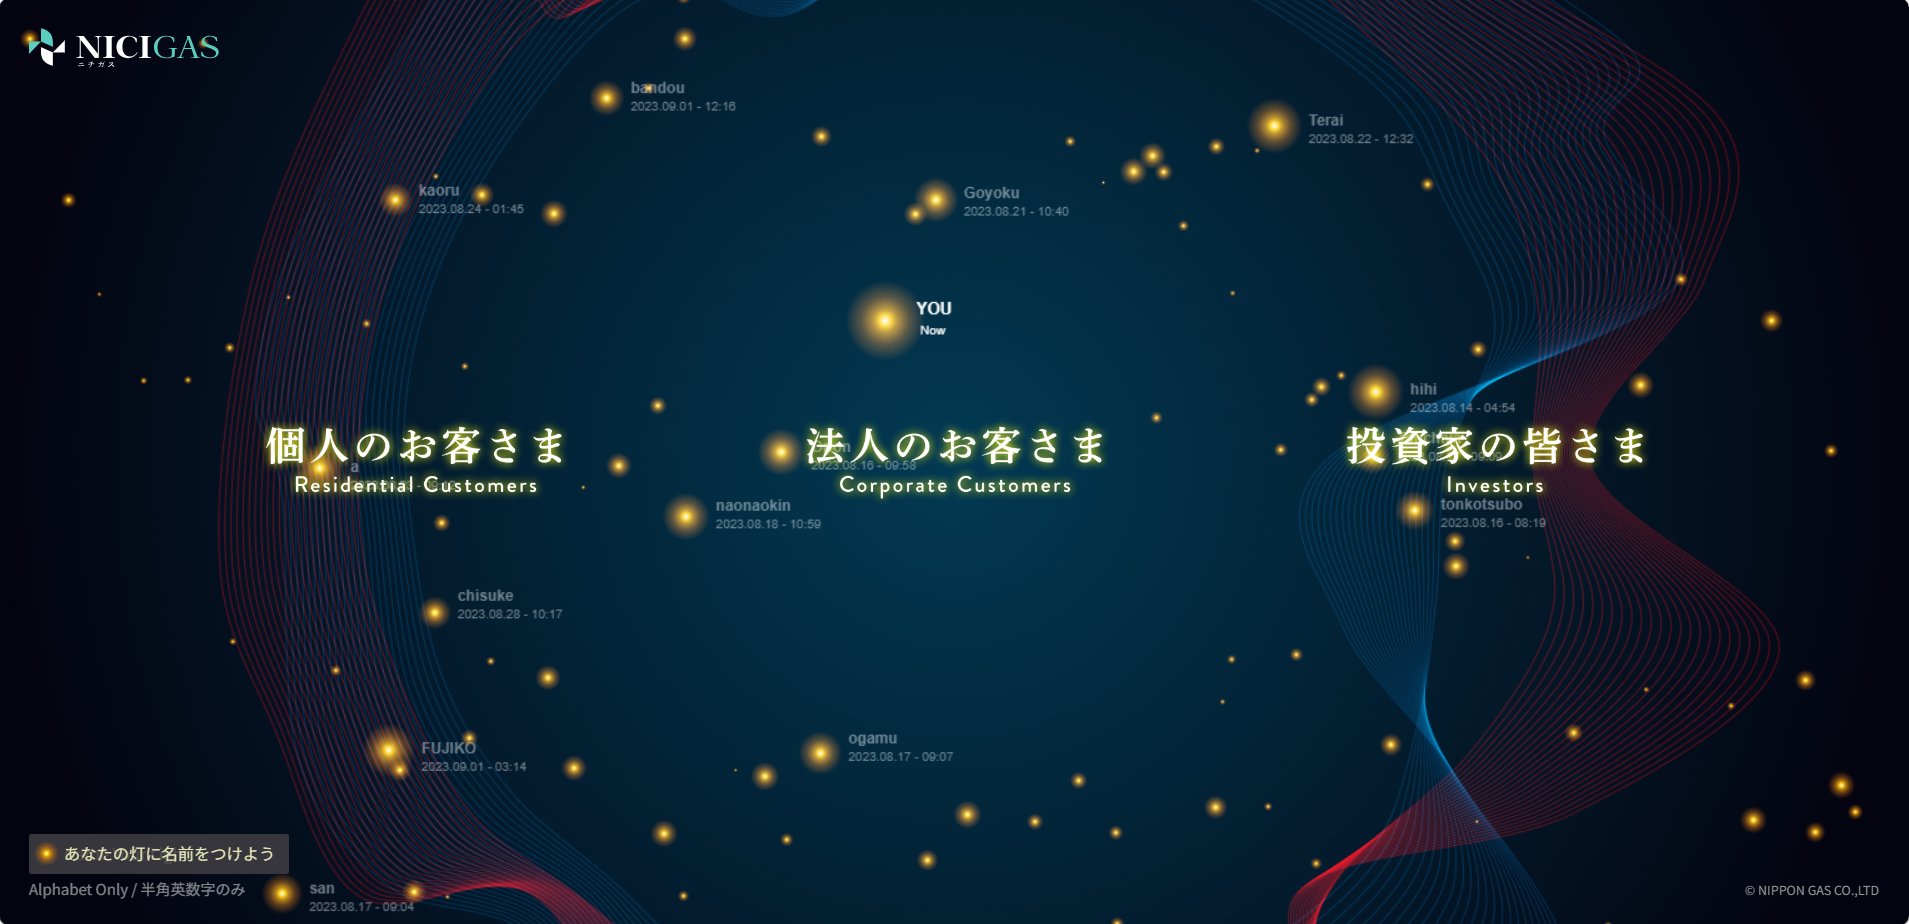 NICIGAS
ニチガス
bandou
2023.09.01 - 12:16
Terai
2023.08.22 - 12:32
kaoru
2023.08.24 - 01:45
Goyoku
2023.08.21 - 10:40
YOU
Now
hihi
2023.08.14 - 04:54
個人のお客さま
Residential Customers
a
法人のお客さま
2023.08.16 - 09:58
Corporate Customers
投資家の皆さま
Investors
naonaokin
2023.08.18 - 10:59
tonkotsubo
2023.08.16 - 08:19
chisuke
2023.08.28 - 10:17
FUJIKO
2023.09.01 - 03:14
ogamu
2023.08.17 - 09:07
あなたの灯に名前をつけよう
Alphabet Only / 半角英数字のみ
san
2023.08.17 - 09:04
© NIPPON GAS CO.,LTD